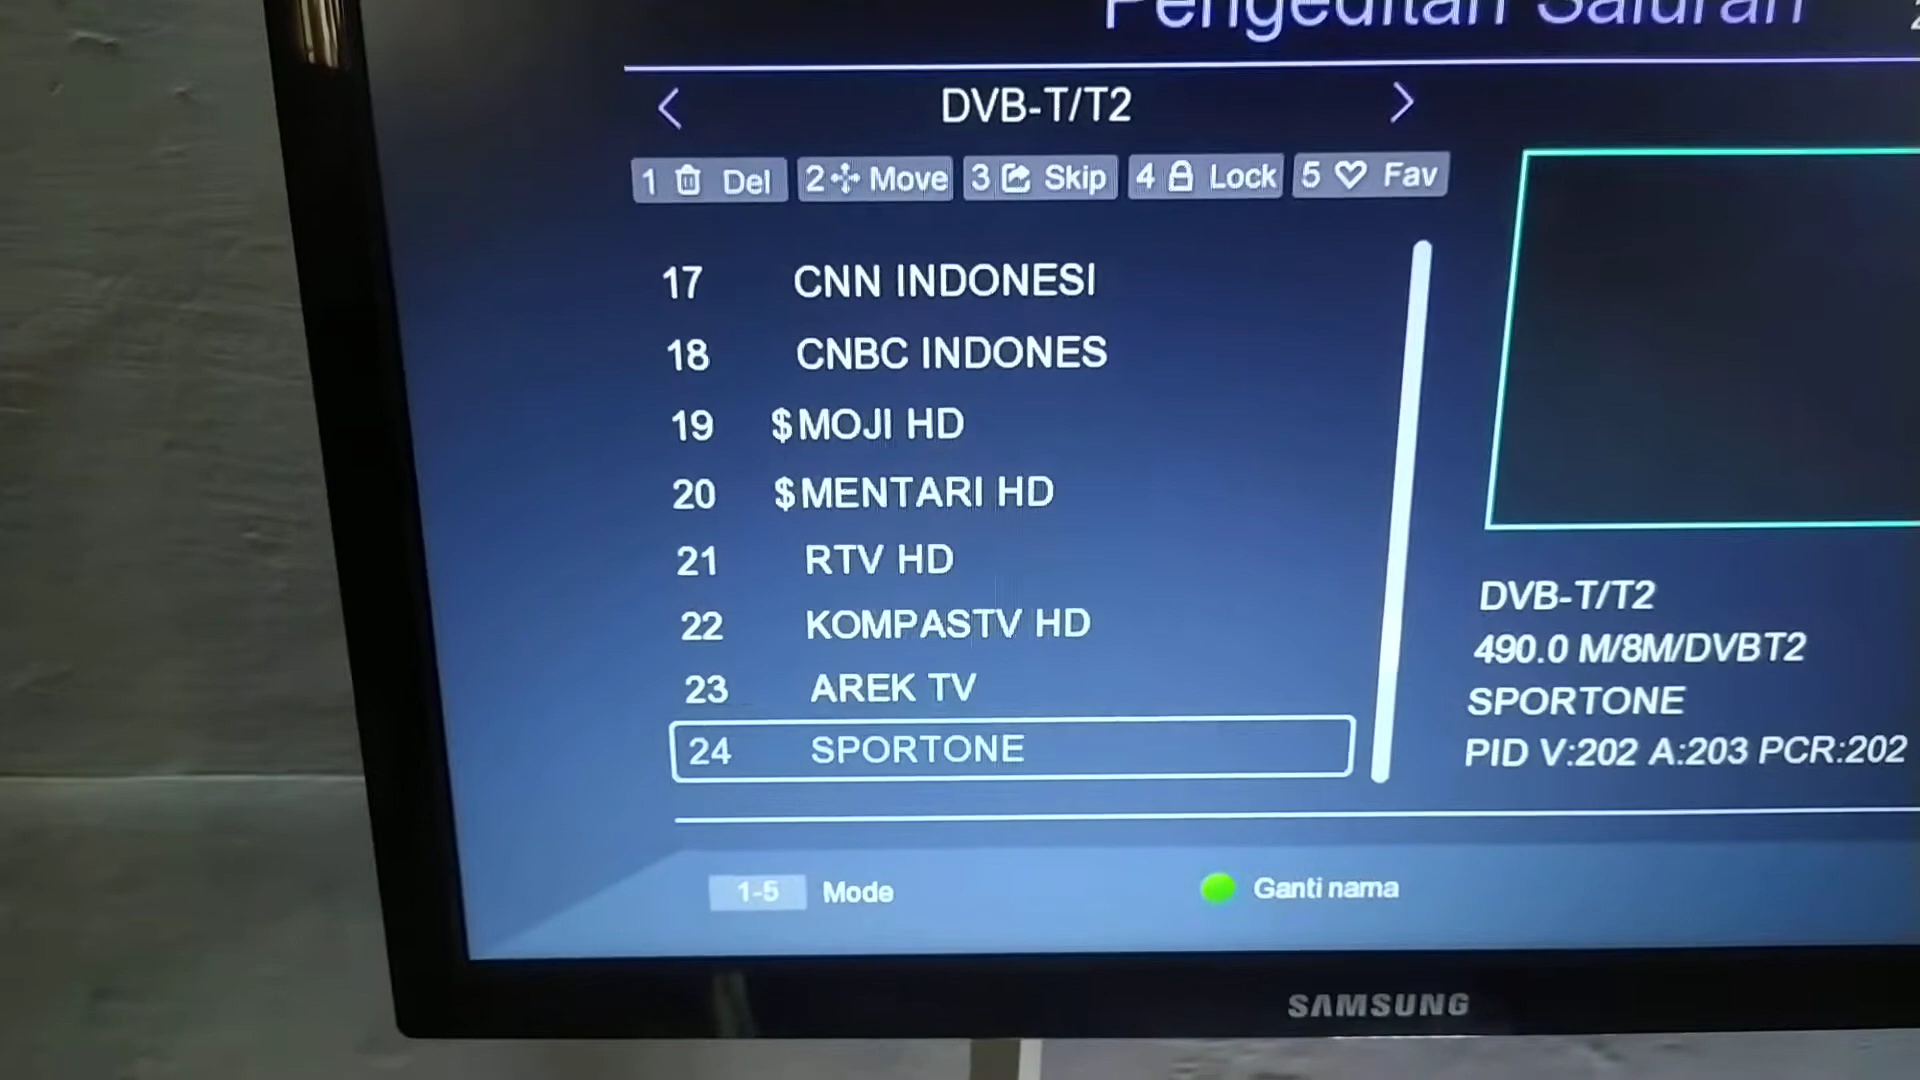 Pengeditan Saluran
DVB-T/T2
1 Del 2 Move 3 Skip 4 Lock 5 Fav
17 CNN INDONESI
18 CNBC INDONES
19 $MOJI HD
20 $MENTARI HD
21 RTV HD
22 KOMPASTV HD
23 AREK TV
24 SPORTONE
DVB-T/T2
490.0 M/8M/DVBT2
SPORTONE
PID V:202 A:203 PCR:202
1-5 Mode
Ganti nama
SAMSUNG